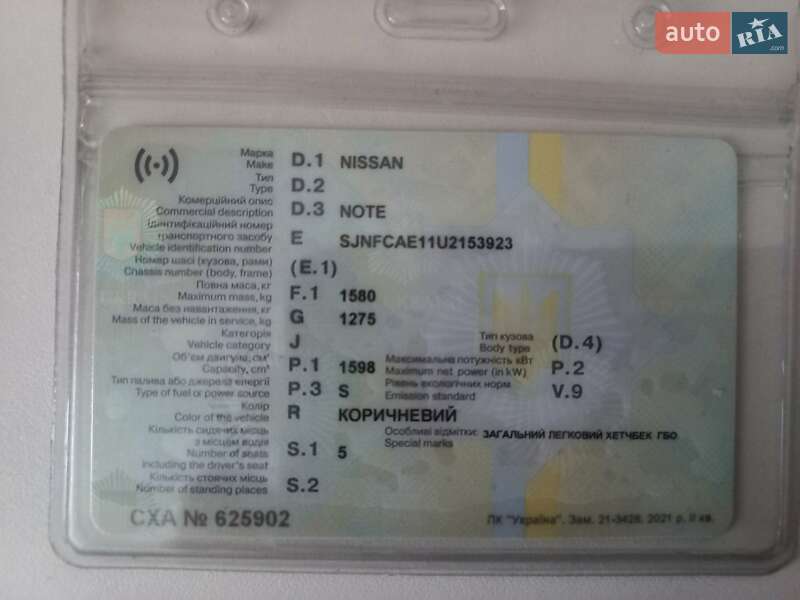 auto RIA .com
Марка
Make D.1 NISSAN
Тип
Type D.2
Комерційний опис
Commercial description D.3 NOTE
Ідентифікаційний номер
транспортного засобу
Vehicle identification number E SJNFCAE11U2153923
Номер шасі (кузова, рами)
Chassis number (body, frame) (E.1)
Повна маса, кг
Maximum mass, kg F.1 1580
Маса без навантаження, кг
Mass of the vehicle in service, kg G 1275
Категорія
Vehicle category J
Тип кузова
Body type (D.4)
Об'єм двигуна, см³
Capacity, cm³ P.1 1598
Максимальна потужність кВт
Maximum net power (in kW) P.2
Тип палива або джерела енергії
Type of fuel or power source P.3 S
Рівень екологічних норм
Emission standard V.9
Колір
Color of the vehicle R КОРИЧНЕВИЙ
Кількість сидячих місць
з місцем водія
Number of seats
including the driver's seat S.1 5
Особливі відмітки: ЗАГАЛЬНИЙ ЛЕГКОВИЙ ХЕТЧБЕК ГБО
Special marks
Кількість стоячих місць
Number of standing places S.2
СХА № 625902
ПК "Україна". Зам. 21-3428. 2021 р. II кв.